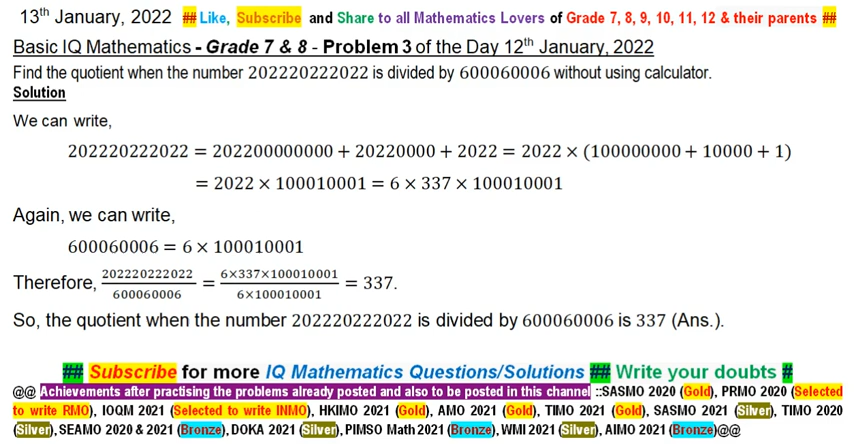 13th January, 2022 ## Like, Subscribe and Share to all Mathematics Lovers of Grade 7, 8, 9, 10, 11, 12 & their parents ##
Basic IQ Mathematics - Grade 7 & 8 - Problem 3 of the Day 12th January, 2022
Find the quotient when the number 202220222022 is divided by 600060006 without using calculator.
Solution
We can write,
202220222022 = 202200000000 + 20220000 + 2022 = 2022 × (100000000 + 10000 + 1)
= 2022 × 100010001 = 6 × 337 × 100010001
Again, we can write,
600060006 = 6 × 100010001
Therefore, 202220222022/600060006 = 6×337×100010001/6×100010001 = 337.
So, the quotient when the number 202220222022 is divided by 600060006 is 337 (Ans.).
## Subscribe for more IQ Mathematics Questions/Solutions ## Write your doubts #
@@ Achievements after practising the problems already posted and also to be posted in this channel ::SASMO 2020 (Gold), PRMO 2020 (Selected
to write RMO), IOQM 2021 (Selected to write INMO), HKIMO 2021 (Gold), AMO 2021 (Gold), TIMO 2021 (Gold), SASMO 2021 (Silver), TIMO 2020
(Silver), SEAMO 2020 & 2021 (Bronze), DOKA 2021 (Silver), PIMSO Math 2021 (Bronze), WMI 2021 (Silver), AIMO 2021 (Bronze)@@